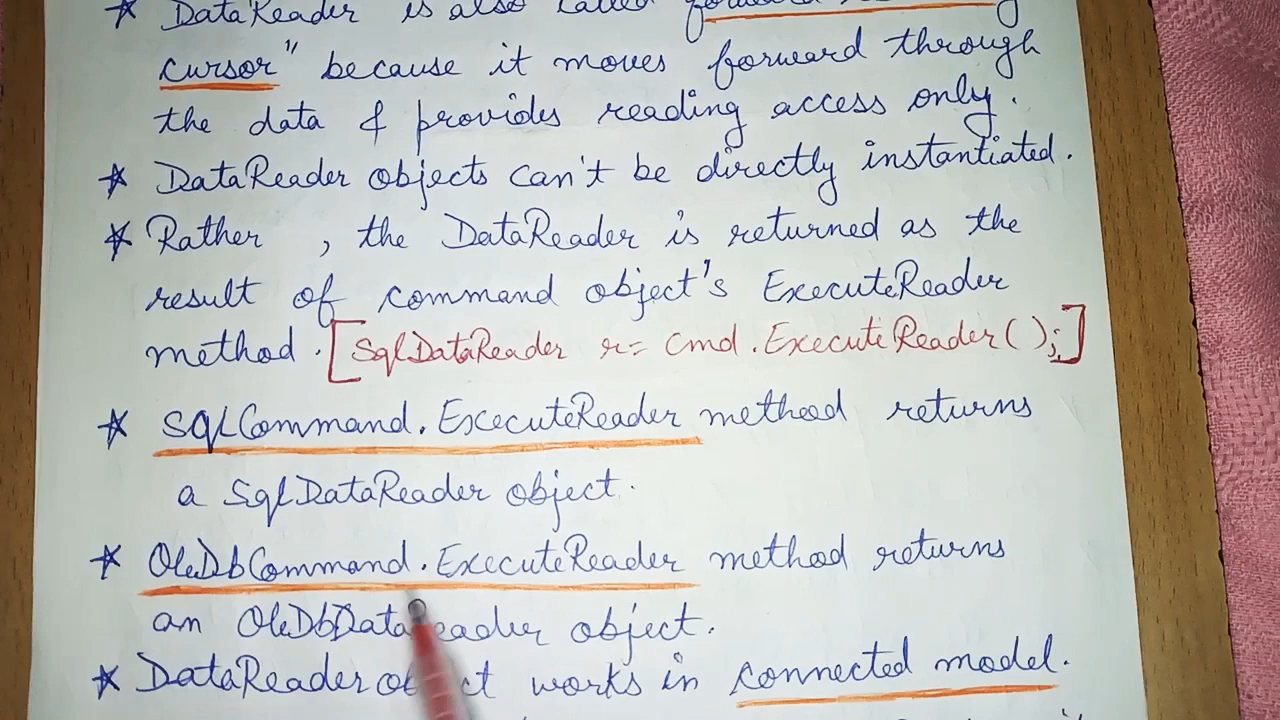 * DataReader is also called forward
cursor" because it moves forward through
the data & provides reading access only.
* DataReader objects can't be directly instantiated.
* Rather , the DataReader is returned as the
result of command object's ExecuteReader
method. [SqlDataReader r= cmd.ExecuteReader();]
* SQLCommand.ExecuteReader method returns
a SqlDataReader object.
* OleDbCommand.ExecuteReader method returns
an OleDbDataReader object.
* DataReader object works in connected model.